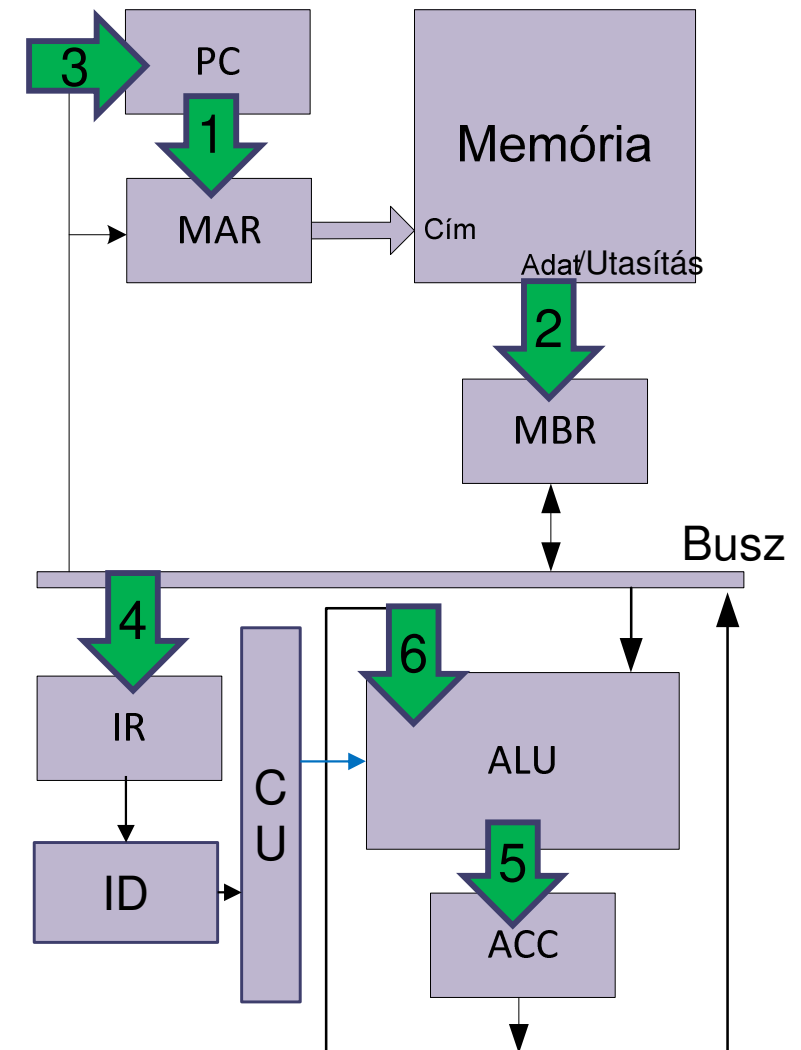 3
PC
1
MAR
Memória
Cím
Adat/Utasítás
2
MBR
Busz
4
6
IR
C
U
ALU
ID
5
ACC